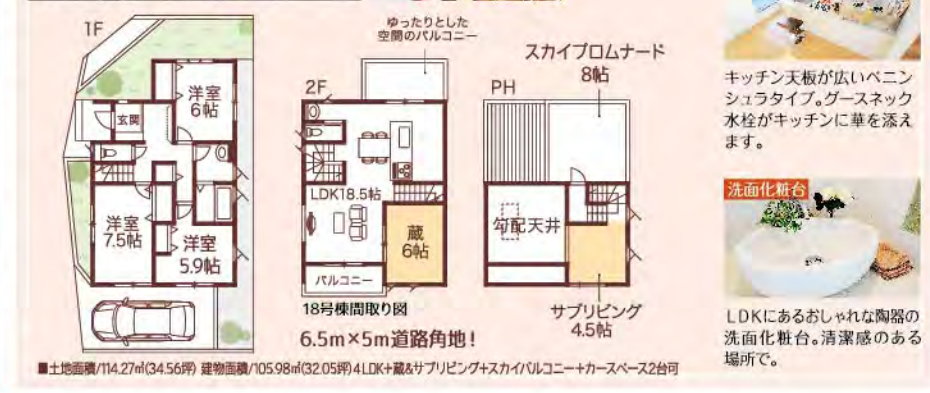 1F
洋室
6帖
玄関
洋室
7.5帖
洋室
5.9帖
ゆったりとした
空間のバルコニー
2F
LDK18.5帖
蔵
6帖
バルコニー
18号棟間取り図
6.5m×5m道路角地!
スカイプロムナード
8帖
PH
勾配天井
サブリビング
4.5帖
■土地面積/114.27㎡(34.56坪) 建物面積/105.98㎡(32.05坪)4LDK+蔵&サブリビング+スカイバルコニー+カースペース2台可
キッチン天板が広いペニン
シュラタイプ。グースネック
水栓がキッチンに華を添え
ます。
洗面化粧台
LDKにあるおしゃれな陶器の
洗面化粧台。清潔感のある
場所で。